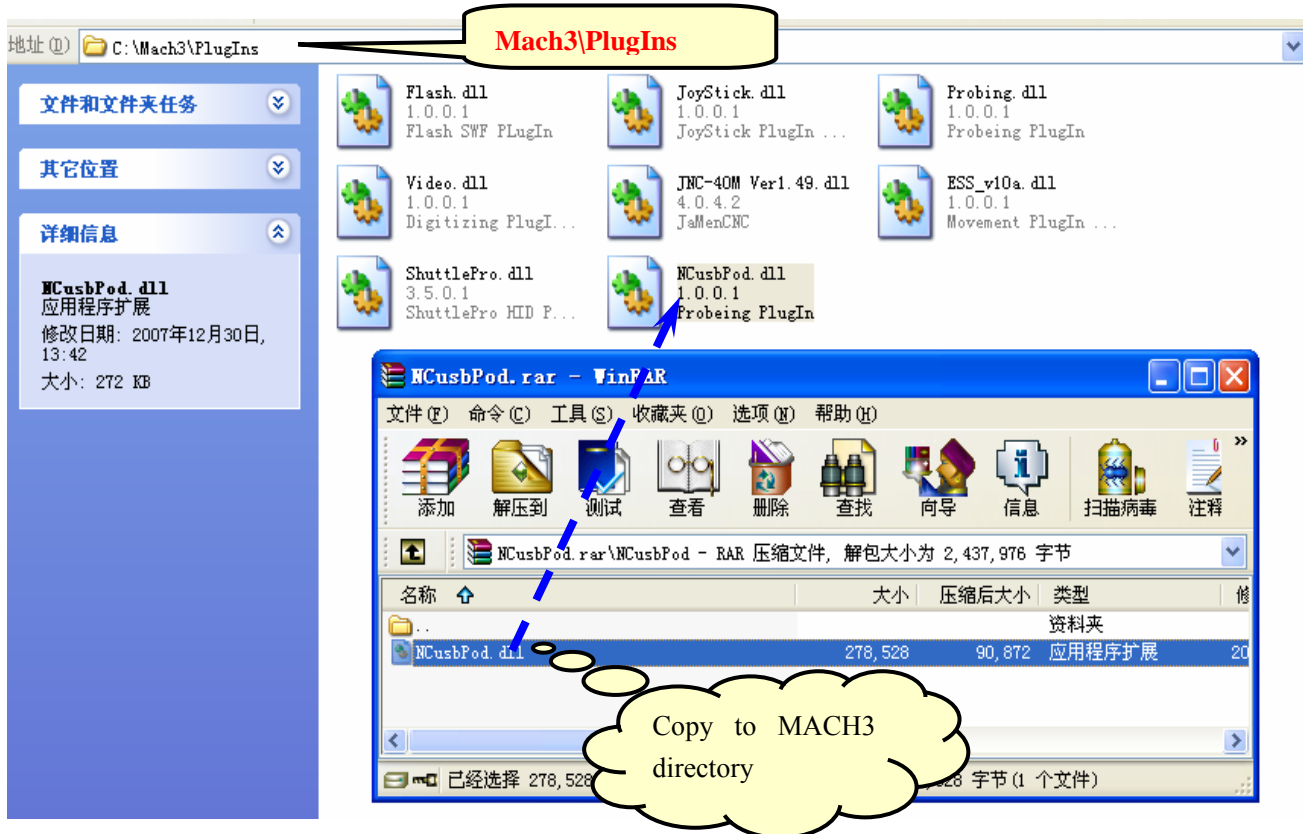 Mach3\PlugIns
地址(D) C:\Mach3\PlugIns
文件和文件夹任务
其它位置
详细信息
NCusbPod.dll
应用程序扩展
修改日期: 2007年12月30日,
13:42
大小: 272 KB
Flash.dll
1.0.0.1
Flash SWF PLugIn
JoyStick.dll
1.0.0.1
JoyStick PlugIn ...
Probing.dll
1.0.0.1
Probeing PlugIn
Video.dll
1.0.0.1
Digitizing PlugI...
JNC-40M Ver1.49.dll
4.0.4.2
JaMenCNC
ESS_v10a.dll
1.0.0.1
Movement PlugIn ...
ShuttlePro.dll
3.5.0.1
ShuttlePro HID P...
NCusbPod.dll
1.0.0.1
Probeing PlugIn
NCusbPod.rar - WinRAR
文件(F) 命令(C) 工具(S) 收藏夹(O) 选项(N) 帮助(H)
添加 解压到 测试 查看 删除 查找 向导 信息 扫描病毒 注释
NCusbPod.rar\NCusbPod - RAR 压缩文件, 解包大小为 2,437,976 字节
名称 大小 压缩后大小 类型 修
.. 资料夹
NCusbPod.dll 278,528 90,872 应用程序扩展 20
Copy to MACH3
directory
已经选择 278,528 字节(1 个文件)